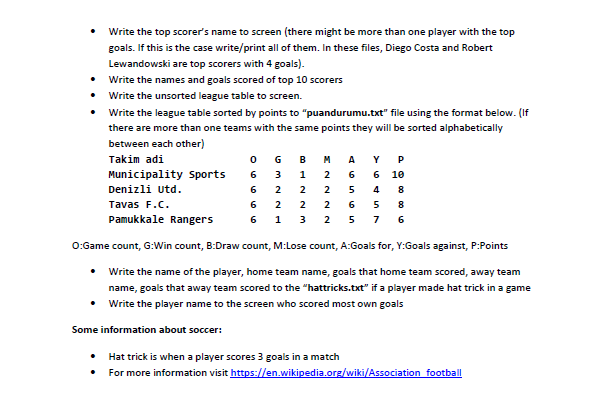 • Write the top scorer's name to screen (there might be more than one player with the top
goals. If this is the case write/print all of them. In these files, Diego Costa and Robert
Lewandowski are top scorers with 4 goals).
• Write the names and goals scored of top 10 scorers
• Write the unsorted league table to screen.
• Write the league table sorted by points to "puandurumu.txt" file using the format below. (If
there are more than one teams with the same points they will be sorted alphabetically
between each other)
Takim adi O G B M A Y P
Municipality Sports 6 3 1 2 6 6 10
Denizli Utd. 6 2 2 2 5 4 8
Tavas F.C. 6 2 2 2 6 5 8
Pamukkale Rangers 6 1 3 2 5 7 6
O:Game count, G:Win count, B:Draw count, M:Lose count, A:Goals for, Y:Goals against, P:Points
• Write the name of the player, home team name, goals that home team scored, away team
name, goals that away team scored to the "hattricks.txt" if a player made hat trick in a game
• Write the player name to the screen who scored most own goals
Some information about soccer:
• Hat trick is when a player scores 3 goals in a match
• For more information visit https://en.wikipedia.org/wiki/Association_football